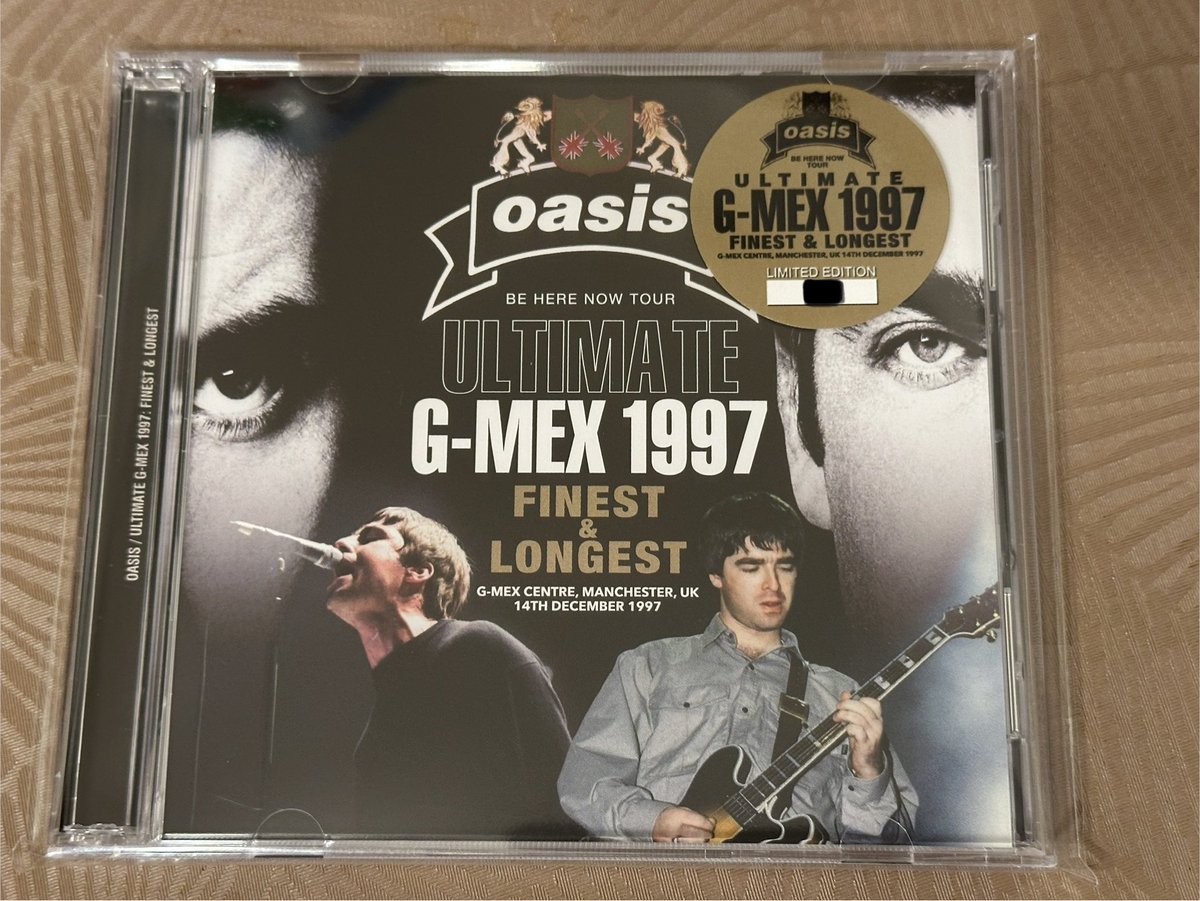 oasis
BE HERE NOW TOUR
ULTIMATE
G-MEX 1997
FINEST
&
LONGEST
G-MEX CENTRE, MANCHESTER, UK
14TH DECEMBER 1997
oasis
BE HERE NOW
TOUR
ULTIMATE
G-MEX 1997
FINEST & LONGEST
G-MEX CENTRE, MANCHESTER, UK 14TH DECEMBER 1997
LIMITED EDITION
OASIS / ULTIMATE G-MEX 1997: FINEST & LONGEST